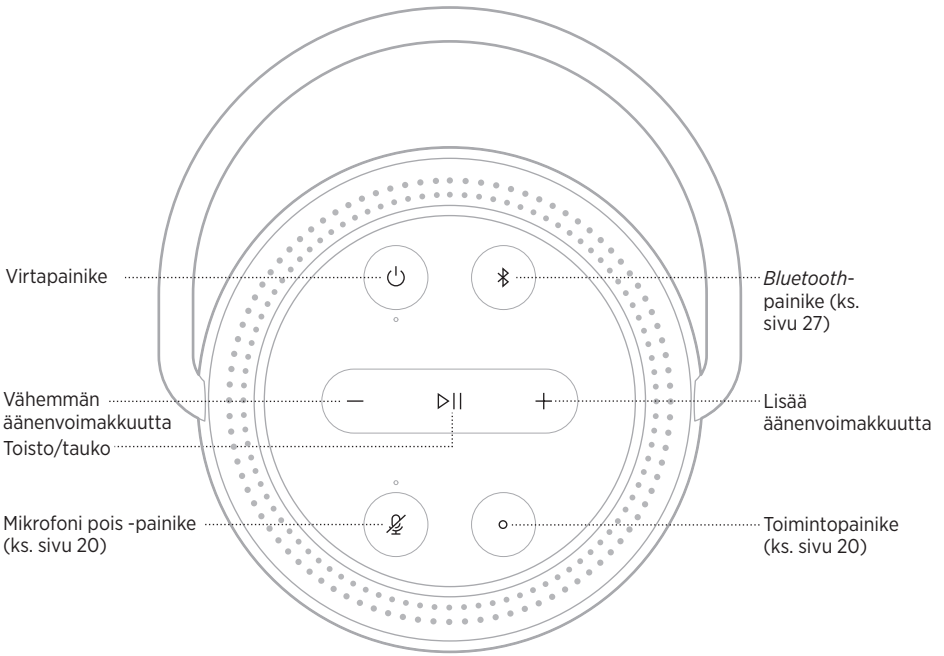 Virtapainike
Bluetooth-
painike (ks.
sivu 27)
Vähemmän
äänenvoimakkuutta
Toisto/tauko
Lisää
äänenvoimakkuutta
Mikrofoni pois -painike
(ks. sivu 20)
Toimintopainike
(ks. sivu 20)